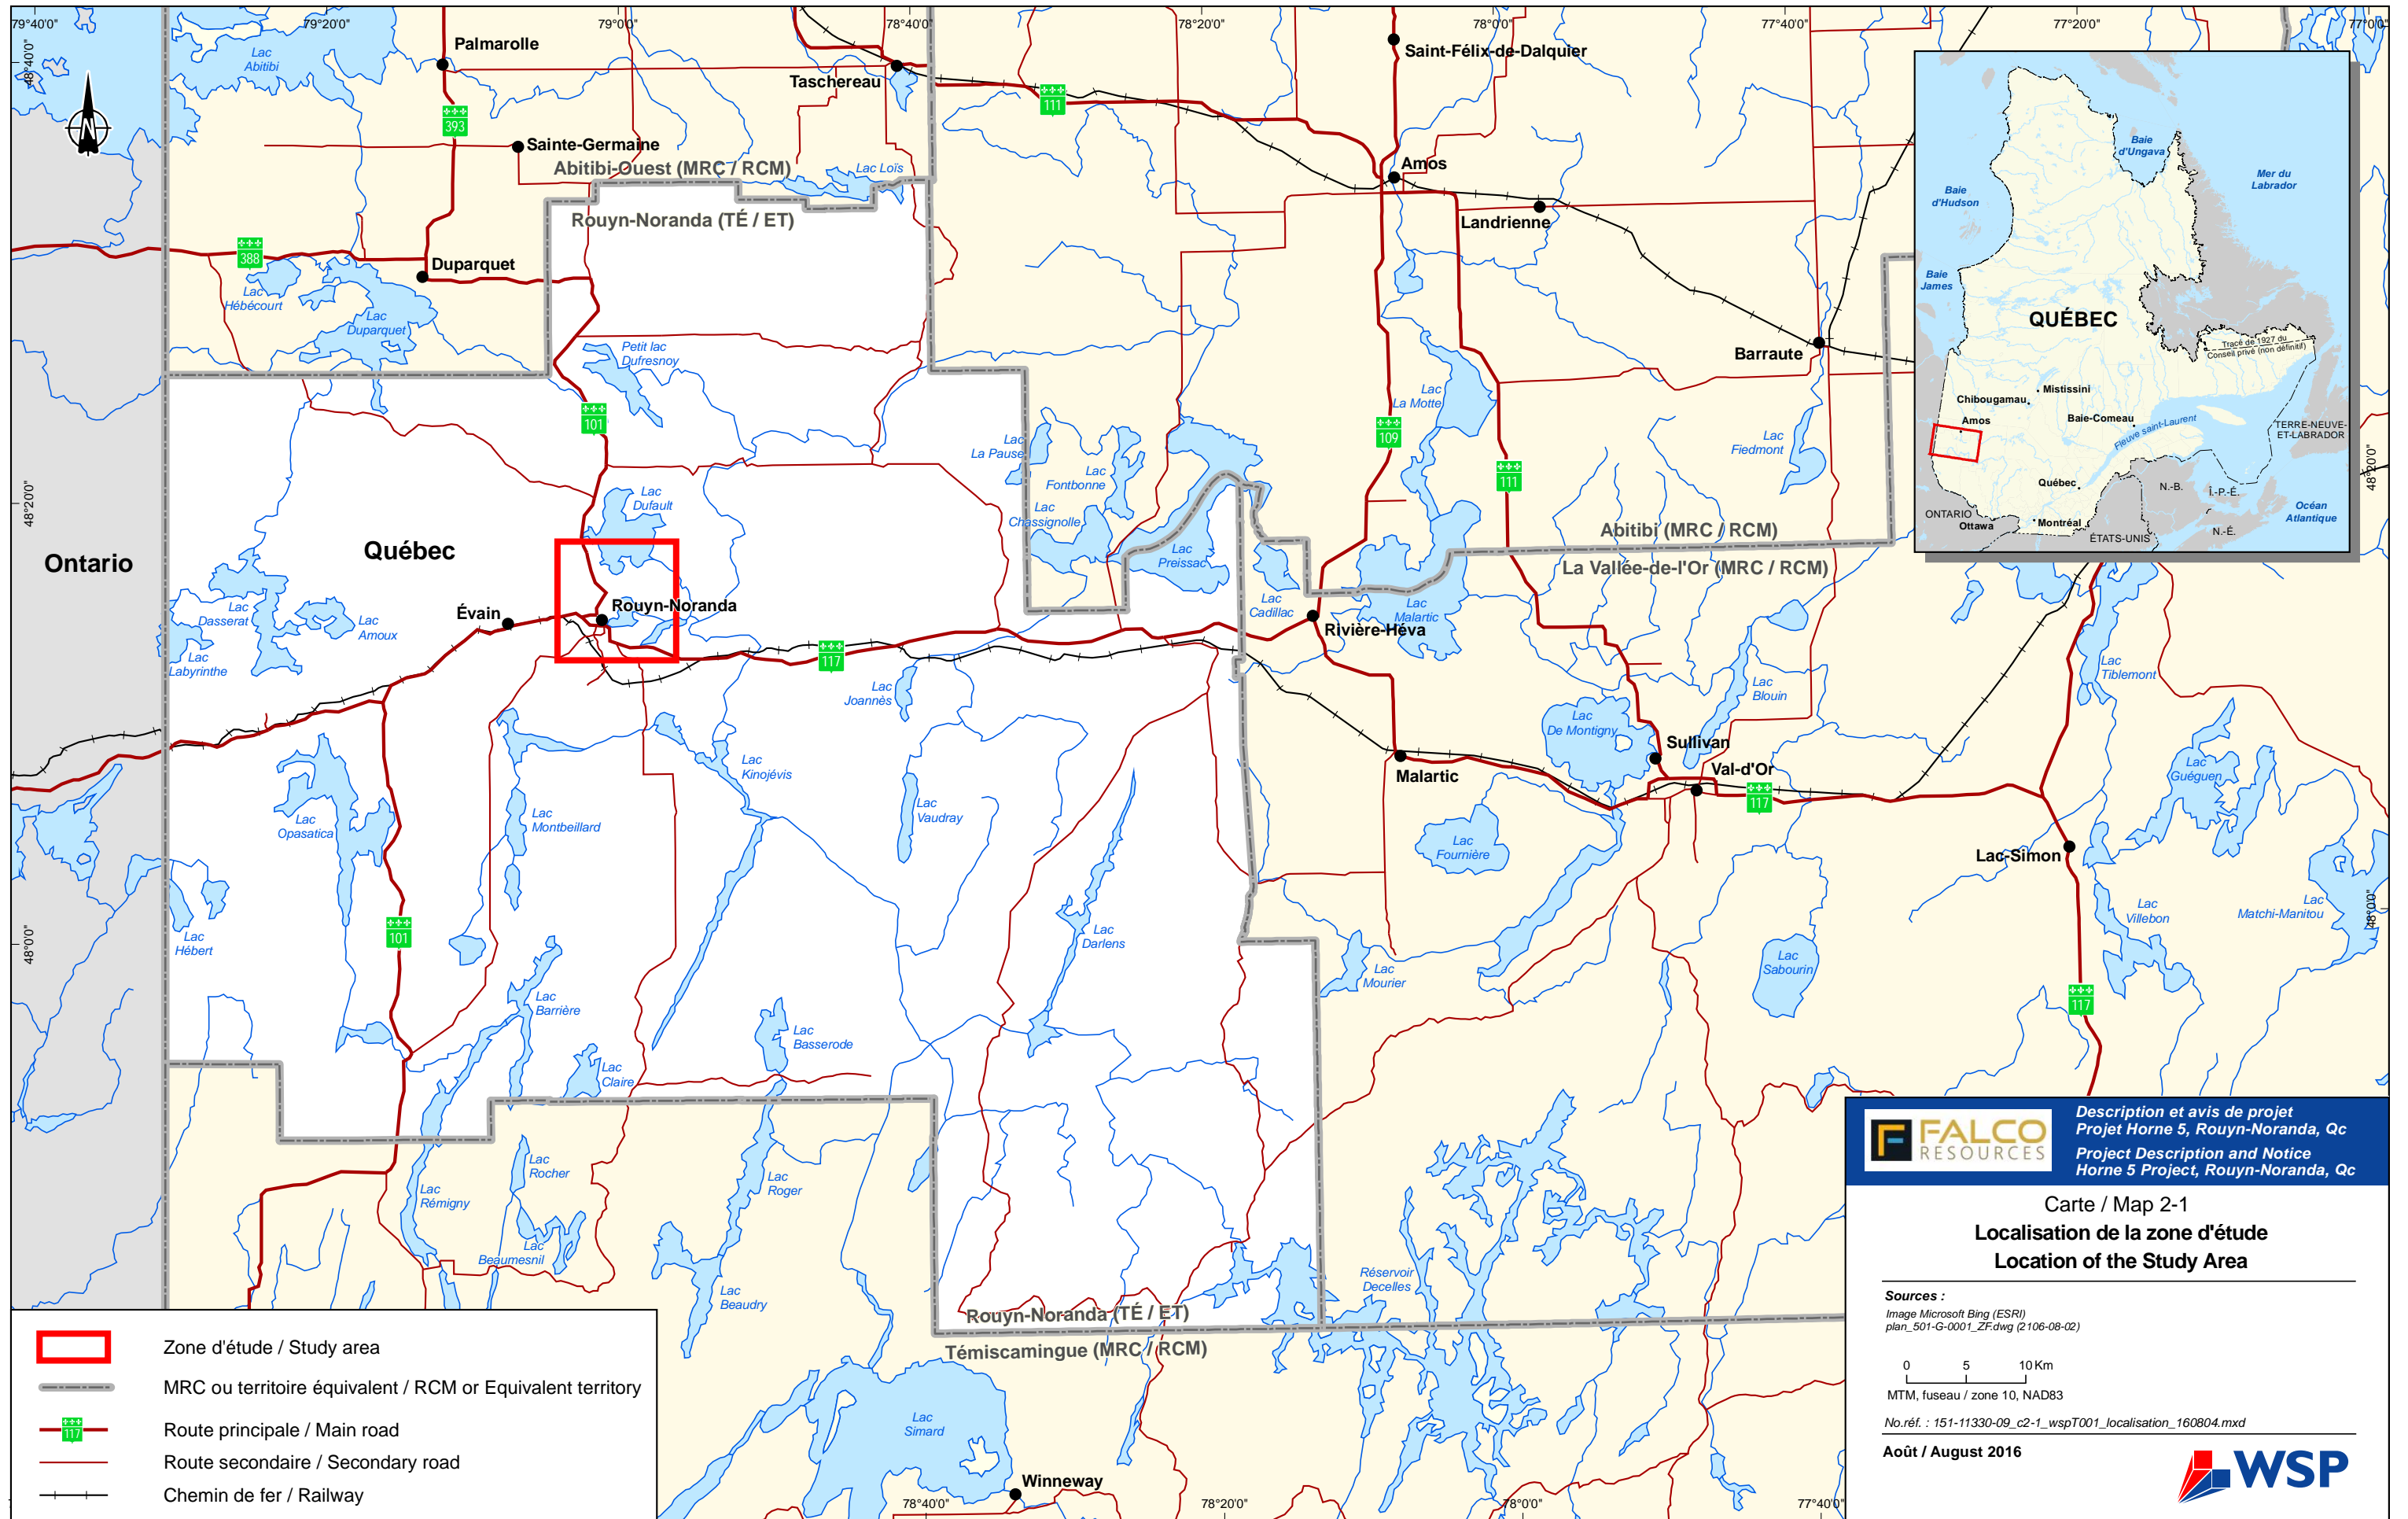 79°40'0"
79°20'0"
79°0'0"
78°40'0"
78°20'0"
78°0'0"
77°40'0"
77°20'0"
77°0'0"
48°40'0"
Lac
Abitibi
Palmarolle
Taschereau
Saint-Félix-de-Dalquier
393
111
N
Sainte-Germaine
Abitibi-Ouest (MRC / RCM)
Lac Loïs
Amos
Rouyn-Noranda (TÉ / ET)
Landrienne
388
Duparquet
Lac
Hébécourt
Lac
Duparquet
Petit lac
Dufresnoy
Barraute
101
Lac
La Motte
109
Lac
La Pause
Lac
Fontbonne
Lac
Fiedmont
111
48°20'0"
48°20'0"
Lac
Dufault
Lac
Chassignolle
Ontario
Québec
Lac
Preissac
Abitibi (MRC / RCM)
La Vallée-de-l'Or (MRC / RCM)
Lac
Dasserat
Lac
Amoux
Évain
Rouyn-Noranda
Lac
Cadillac
Lac
Malartic
Rivière-Héva
Lac
Labyrinthe
117
Lac
Joannès
Lac
Blouin
Lac
Tiblemont
Lac
De Montigny
Sullivan
Lac
Kinojévis
Malartic
Val-d'Or
117
Lac
Guéguen
Lac
Opasatica
Lac
Montbeillard
Lac
Vaudray
Lac
Fournière
Lac-Simon
101
Lac
Hébert
48°0'0"
Lac
Darlens
Lac
Mourier
Lac
Sabourin
Lac
Villebon
Lac
Matchi-Manitou
48°0'0"
Lac
Barrière
Lac
Basserode
117
Lac
Claire
Lac
Rocher
Lac
Rémigny
Lac
Roger
Lac
Beaumesnil
Lac
Beaudry
Réservoir
Decelles
Rouyn-Noranda (TÉ / ET)
Témiscamingue (MRC / RCM)
Lac
Simard
Winneway
78°40'0"
78°20'0"
78°0'0"
77°40'0"
Baie
d'Ungava
Mer du
Labrador
Baie
d'Hudson
Baie
James
QUÉBEC
Tracé de 1927 du
Conseil privé (non définitif)
Mistissini
Chibougamau
Baie-Comeau
Amos
Fleuve saint-Laurent
TERRE-NEUVE-
ET-LABRADOR
Québec
N.-B.
Î.-P.-É.
ONTARIO
Ottawa
Montréal
N.-É.
Océan
Atlantique
ÉTATS-UNIS
Zone d'étude / Study area
MRC ou territoire équivalent / RCM or Equivalent territory
117
Route principale / Main road
Route secondaire / Secondary road
Chemin de fer / Railway
FALCO
RESOURCES
Description et avis de projet
Projet Horne 5, Rouyn-Noranda, Qc
Project Description and Notice
Horne 5 Project, Rouyn-Noranda, Qc
Carte / Map 2-1
Localisation de la zone d'étude
Location of the Study Area
Sources :
Image Microsoft Bing (ESRI)
plan_501-G-0001_ZF.dwg (2106-08-02)
0 5 10 Km
MTM, fuseau / zone 10, NAD83
No.réf. : 151-11330-09_c2-1_wspT001_localisation_160804.mxd
Août / August 2016
WSP